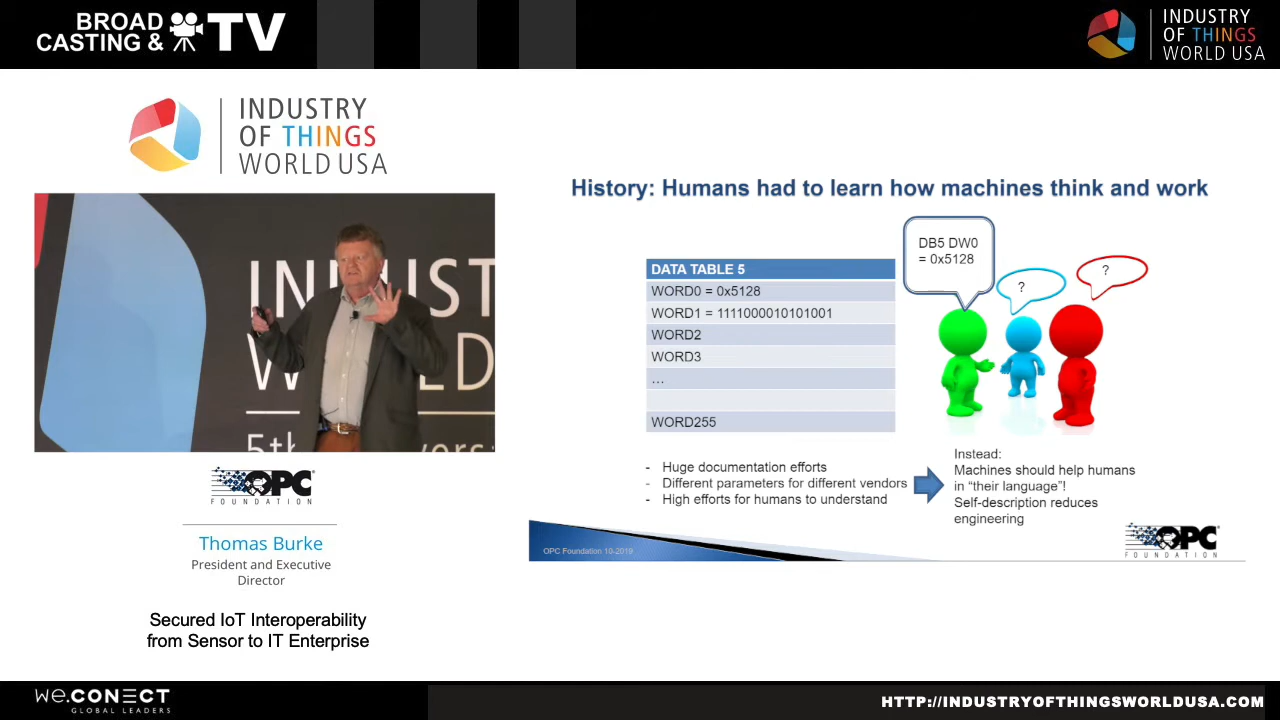 BROAD
CASTING & TV
INDUSTRY
OF THINGS
WORLD USA
INDUSTRY
OF THINGS
WORLD USA
INDUST
W LD
5th vers
OPC
FOUNDATION
Thomas Burke
President and Executive
Director
Secured IoT Interoperability
from Sensor to IT Enterprise
History: Humans had to learn how machines think and work
DATA TABLE 5
WORD0 = 0x5128
WORD1 = 1111000010101001
WORD2
WORD3
...
WORD255
DB5 DW0
= 0x5128
?
?
- Huge documentation efforts
- Different parameters for different vendors
- High efforts for humans to understand
Instead:
Machines should help humans
in “their language”!
Self-description reduces
engineering
OPC Foundation 10-2019
OPC
FOUNDATION
we.CONECT
GLOBAL LEADERS
HTTP://INDUSTRYOFTHINGSWORLDUSA.COM